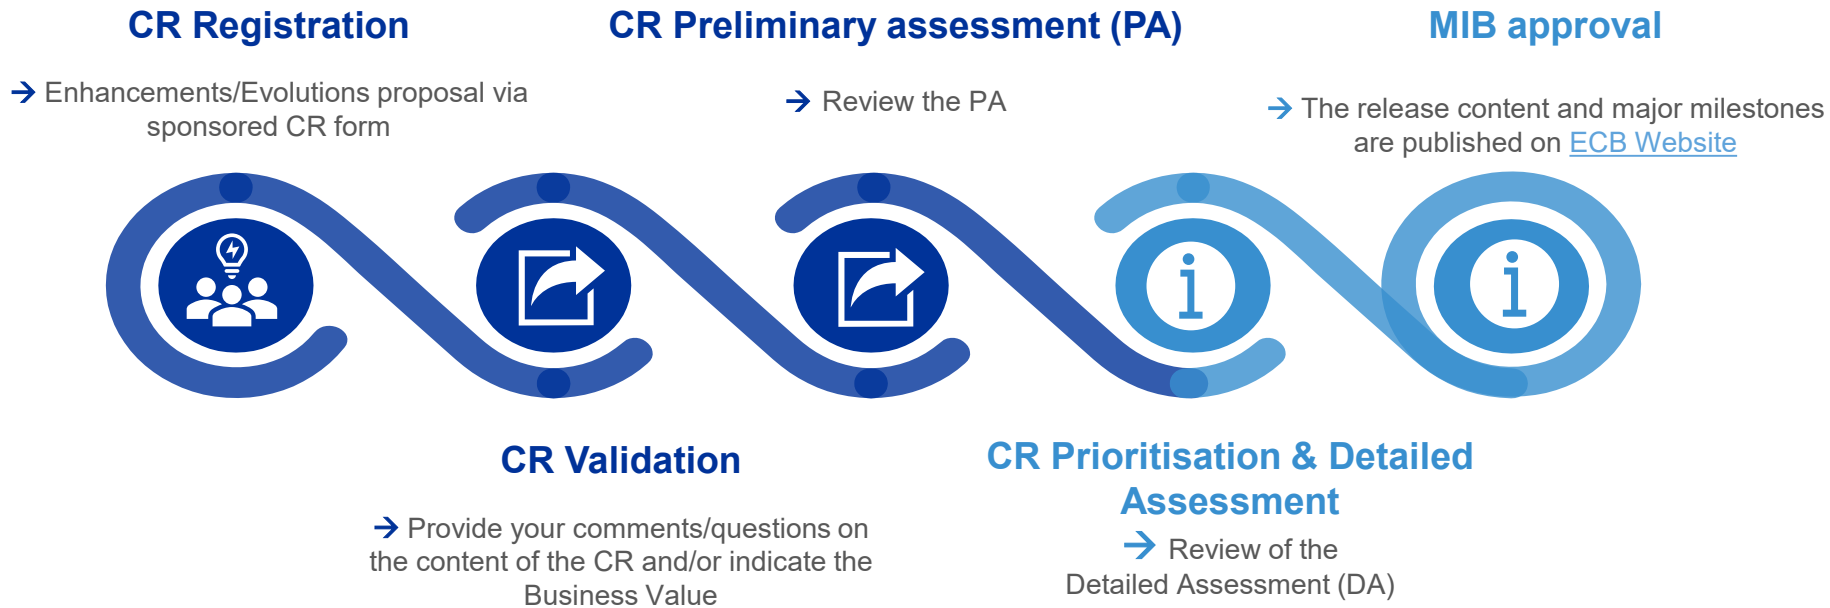 CR Registration
→ Enhancements/Evolutions proposal via
sponsored CR form
CR Preliminary assessment (PA)
→ Review the PA
MIB approval
→ The release content and major milestones
are published on ECB Website
CR Validation
→ Provide your comments/questions on
the content of the CR and/or indicate the
Business Value
CR Prioritisation & Detailed
Assessment
→ Review of the
Detailed Assessment (DA)